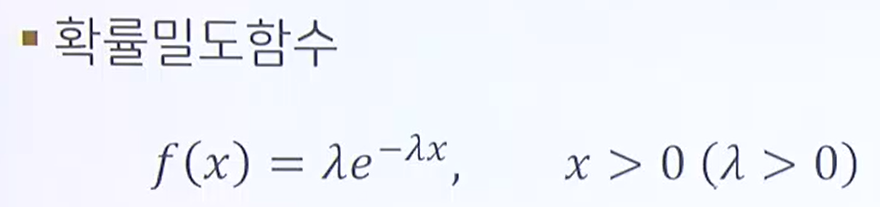 ▪ 확률밀도함수
f(x) = λe^{-λx}, x > 0 (λ > 0)